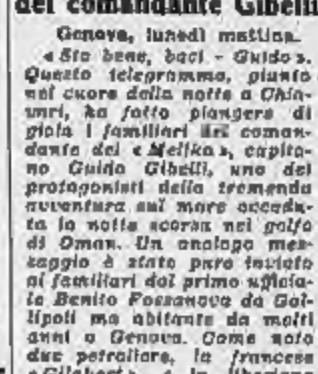 del comandante Gibelli
Genova, lunedì mattina.
« Sto bene, baci - Guido ».
Questo telegramma, giunto
nel cuore della notte a Chia-
vari, ha fatto piangere di
gioia i familiari del coman-
dante del « Melika », capita-
no Guido Gibelli, uno dei
protagonisti della tremenda
avventura sul mare accadu-
ta la notte scorsa nel golfo
di Oman. Un analogo mes-
saggio è stato pure inviato
ai familiari dal primo ufficia-
le Benito Fossanova da Gal-
lipoli ma abitante da molti
anni a Genova. Come noto
due petroliere, la francese